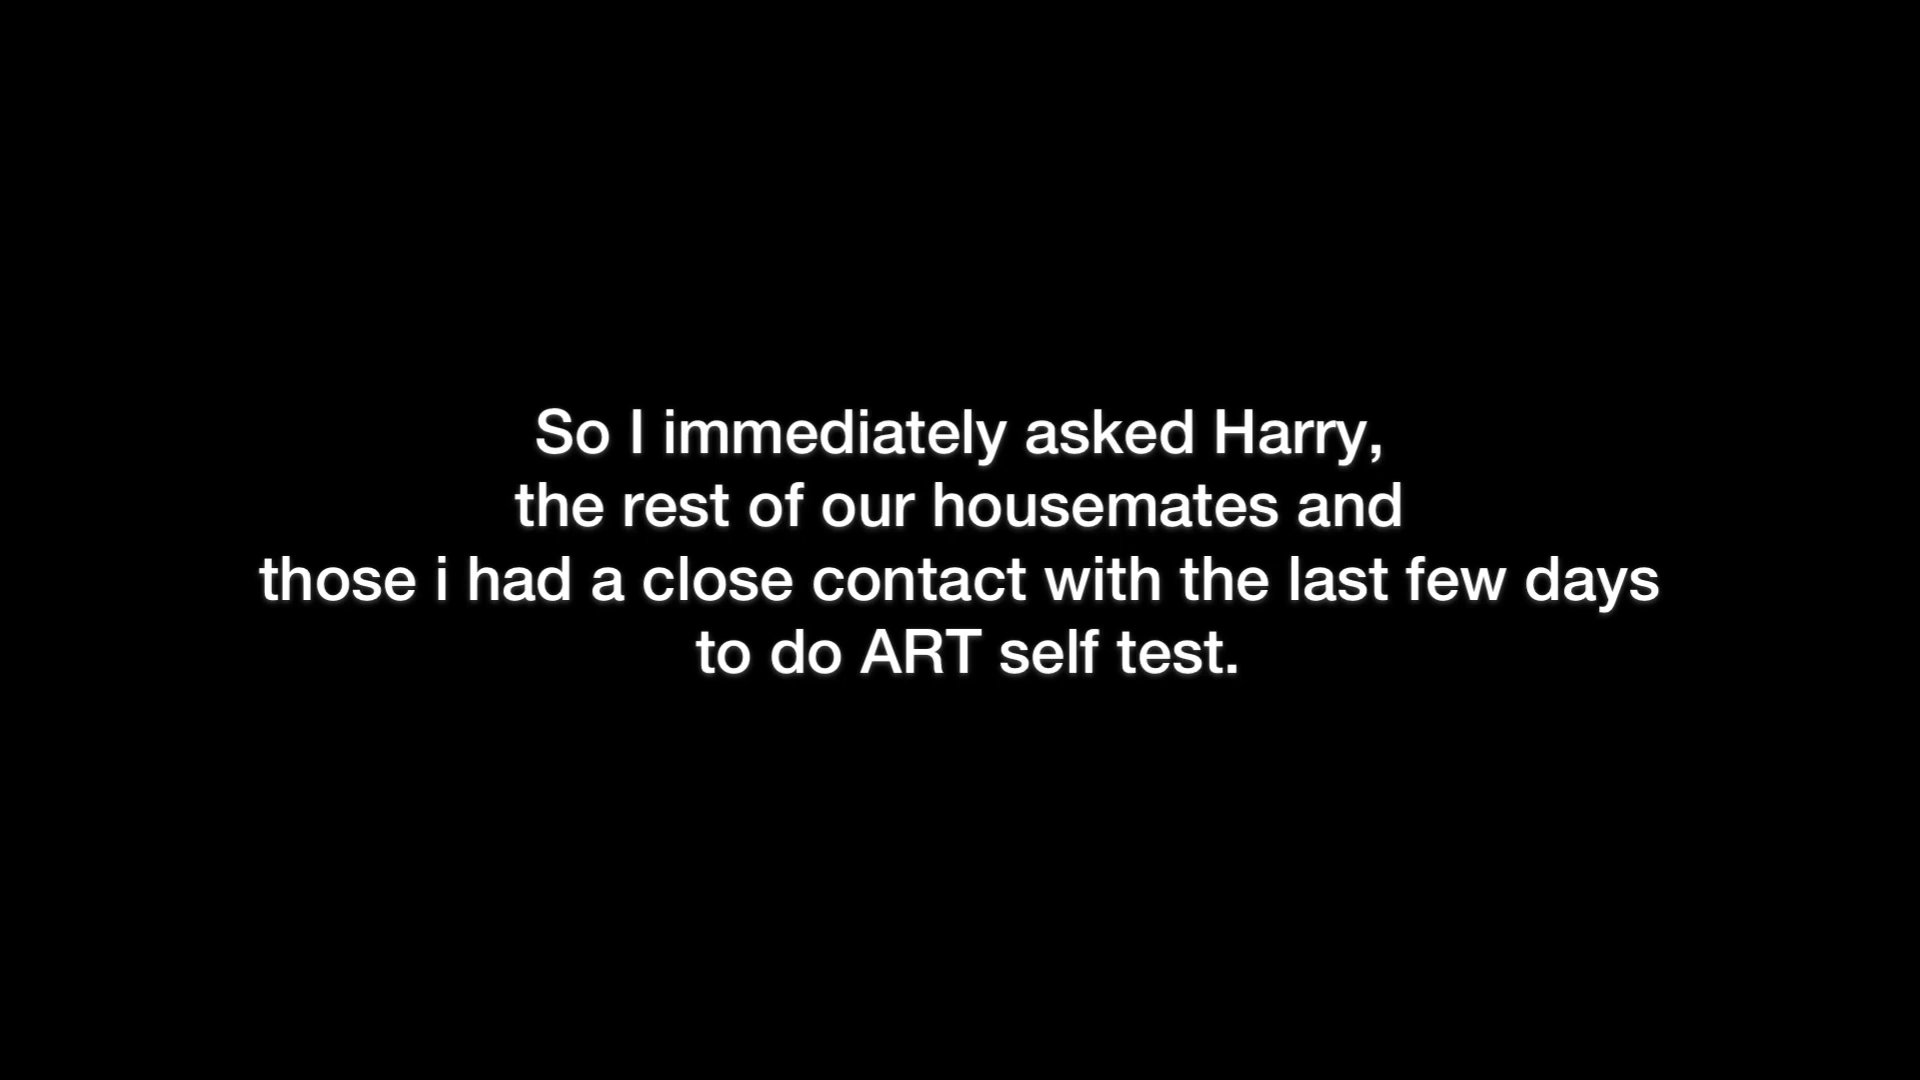 So I immediately asked Harry,
the rest of our housemates and
those i had a close contact with the last few days
to do ART self test.